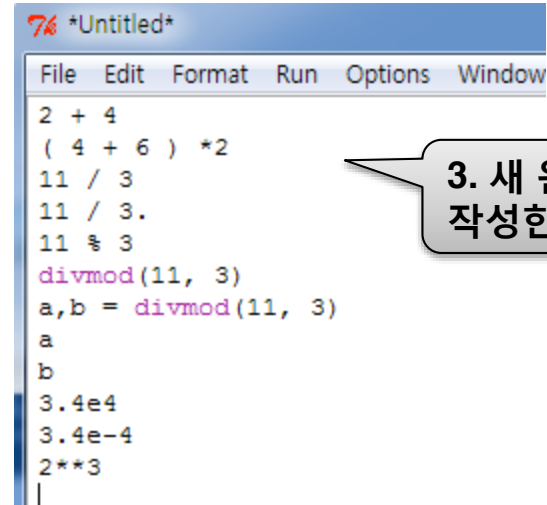 *Untitled*
File Edit Format Run Options Window
2 + 4
( 4 + 6 ) *2
11 / 3
11 / 3.
11 % 3
divmod(11, 3)
a,b = divmod(11, 3)
a
b
3.4e4
3.4e-4
2**3
3. 새
작성한